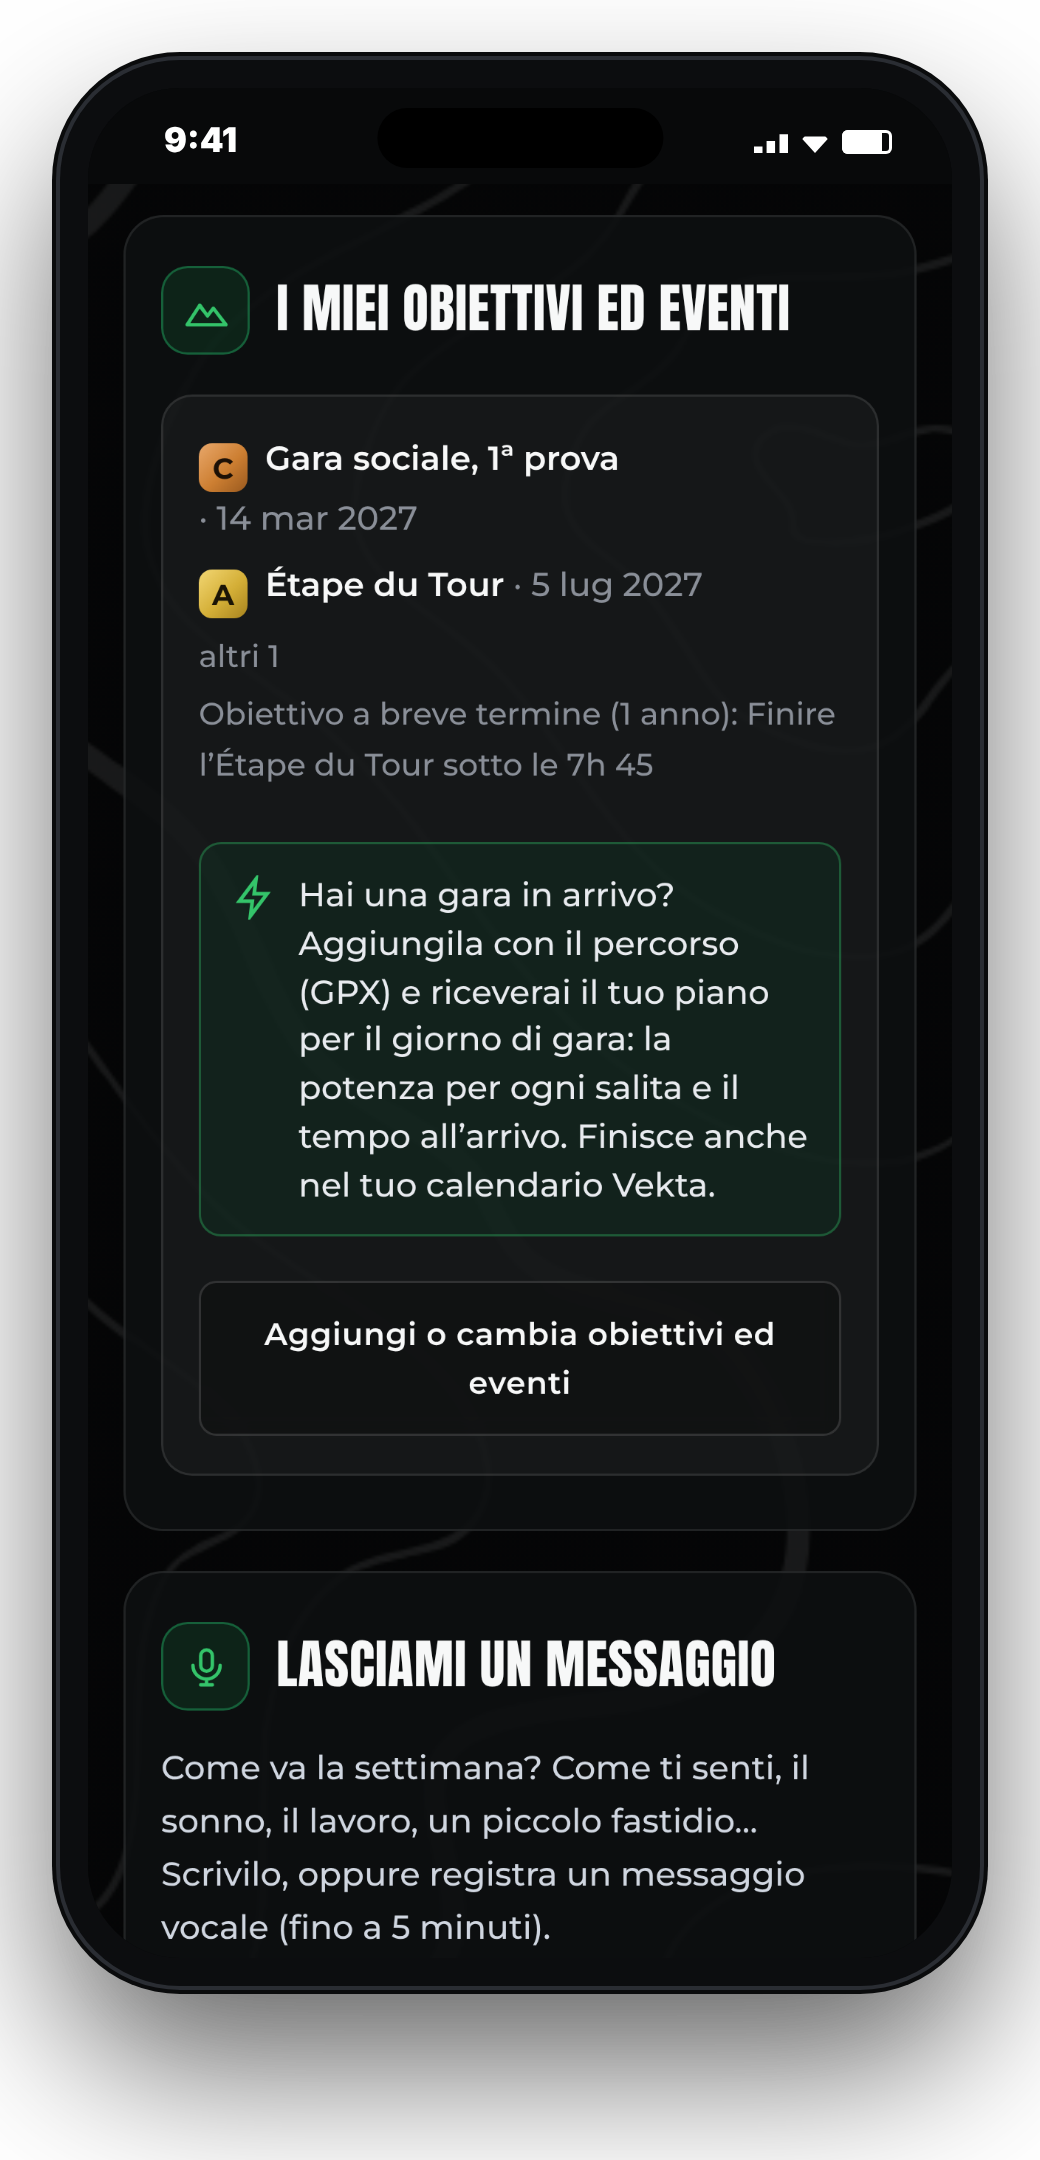 9:41
I MIEI OBIETTIVI ED EVENTI
C Gara sociale, 1ª prova
· 14 mar 2027
A Étape du Tour · 5 lug 2027
altri 1
Obiettivo a breve termine (1 anno): Finire
l’Étape du Tour sotto le 7h 45
Hai una gara in arrivo?
Aggiungila con il percorso
(GPX) e riceverai il tuo piano
per il giorno di gara: la
potenza per ogni salita e il
tempo all’arrivo. Finisce anche
nel tuo calendario Vekta.
Aggiungi o cambia obiettivi ed
eventi
LASCIAMI UN MESSAGGIO
Come va la settimana? Come ti senti, il
sonno, il lavoro, un piccolo fastidio…
Scrivilo, oppure registra un messaggio
vocale (fino a 5 minuti).